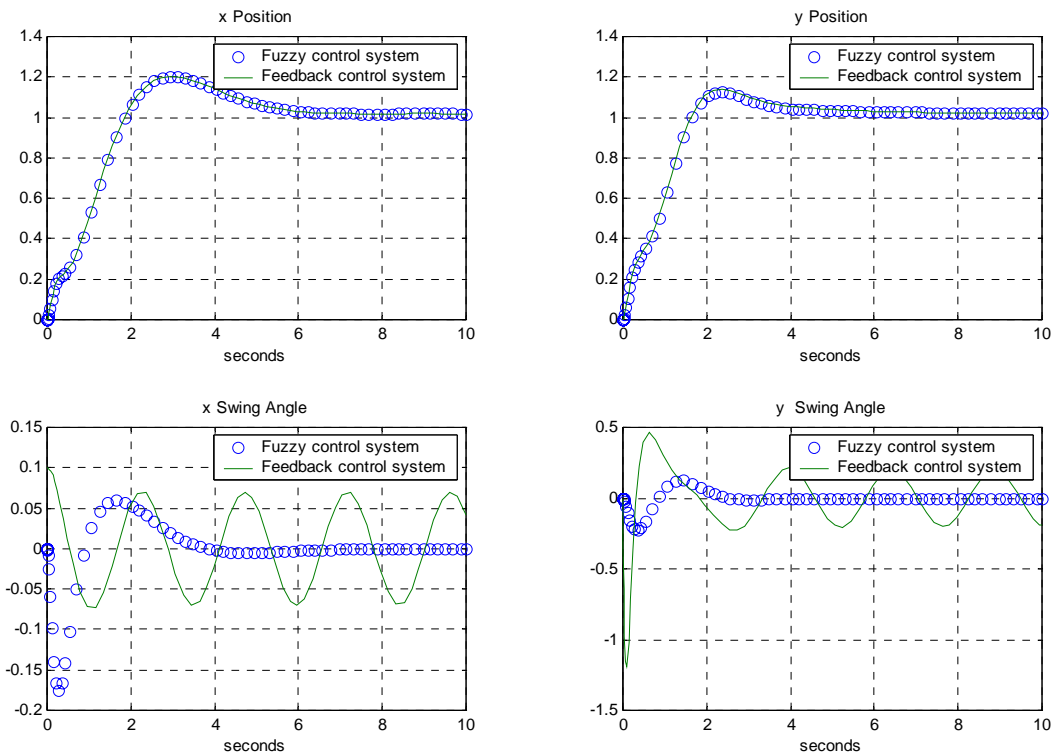 x Position
1.4
1.2
1
0.8
0.6
0.4
0.2
0
0 2 4 6 8 10
seconds
Fuzzy control system
Feedback control system
y Position
1.4
1.2
1
0.8
0.6
0.4
0.2
0
0 2 4 6 8 10
seconds
Fuzzy control system
Feedback control system
x Swing Angle
0.15
0.1
0.05
0
-0.05
-0.1
-0.15
-0.2
0 2 4 6 8 10
seconds
Fuzzy control system
Feedback control system
y Swing Angle
0.5
0
-0.5
-1
-1.5
0 2 4 6 8 10
seconds
Fuzzy control system
Feedback control system